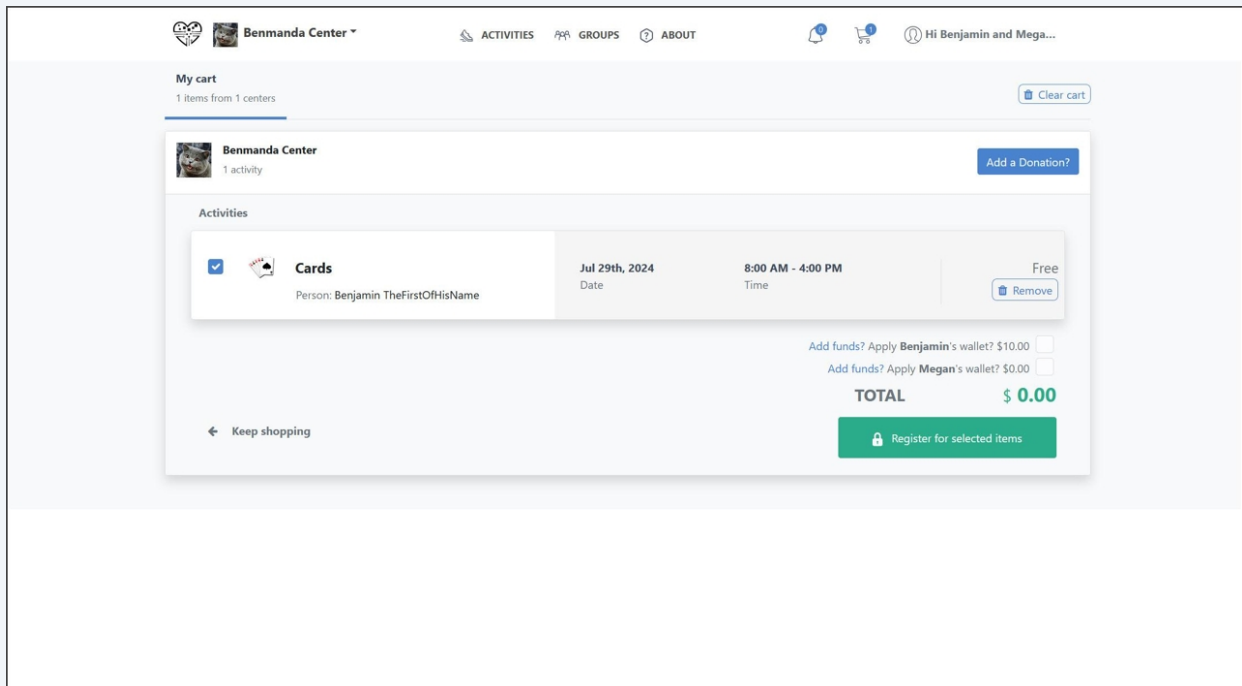 Benmanda Center
ACTIVITIES
GROUPS
ABOUT
0
1
Hi Benjamin and Mega...
My cart
1 items from 1 centers
Clear cart
Benmanda Center
1 activity
Add a Donation?
Activities
Cards
Person: Benjamin TheFirstOfHisName
Jul 29th, 2024
Date
8:00 AM - 4:00 PM
Time
Free
Remove
Add funds? Apply Benjamin's wallet? $10.00
Add funds? Apply Megan's wallet? $0.00
TOTAL $ 0.00
Keep shopping
Register for selected items